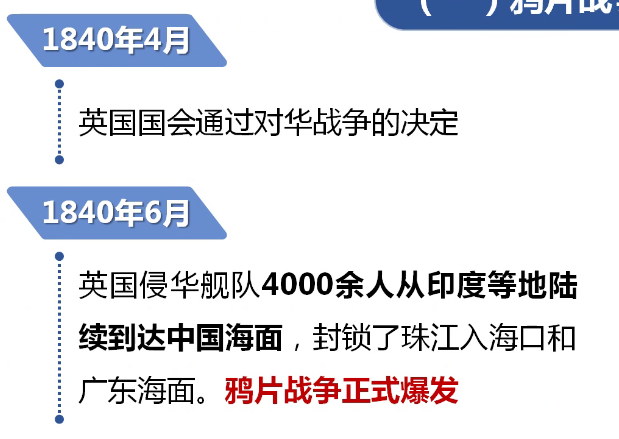 （ ）鸦片战
1840年4月
英国国会通过对华战争的决定
1840年6月
英国侵华舰队4000余人从印度等地陆
续到达中国海面，封锁了珠江入海口和
广东海面。鸦片战争正式爆发